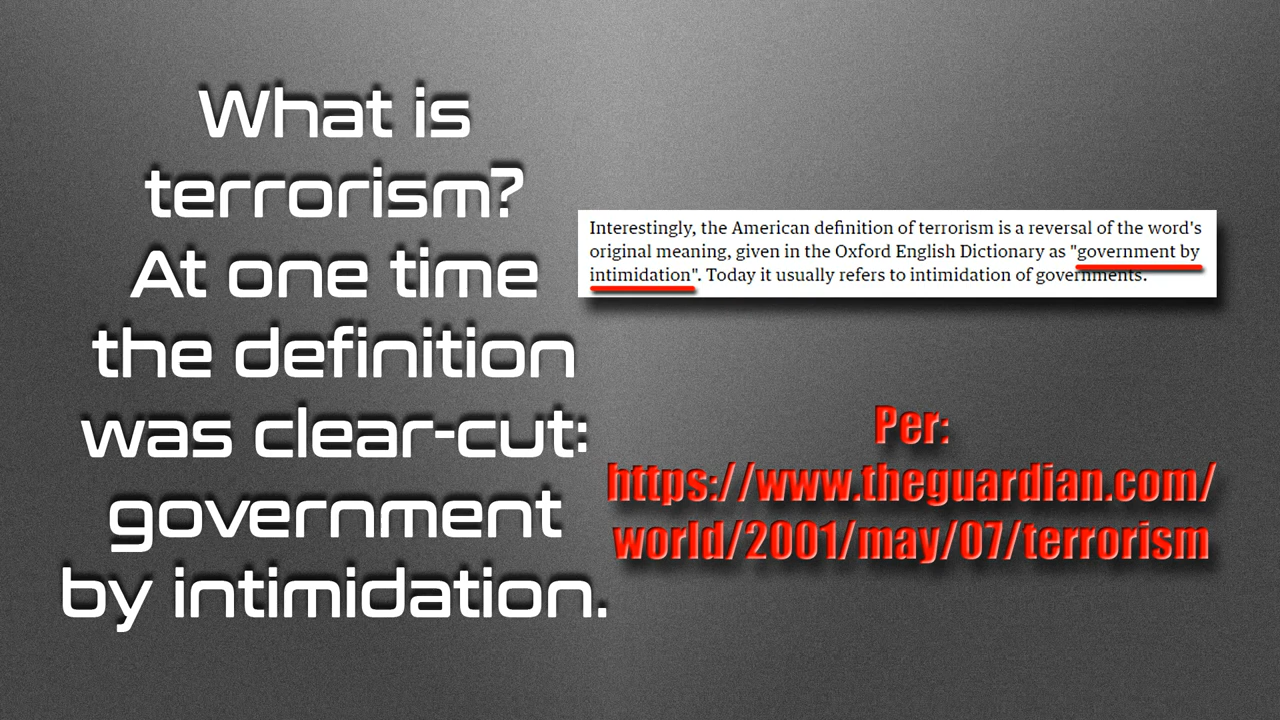 What is
terrorism?
At one time
the definition
was clear-cut:
government
by intimidation.
Interestingly, the American definition of terrorism is a reversal of the word's
original meaning, given in the Oxford English Dictionary as "government by
intimidation". Today it usually refers to intimidation of governments.
Per:
https://www.theguardian.com/
world/2001/may/07/terrorism